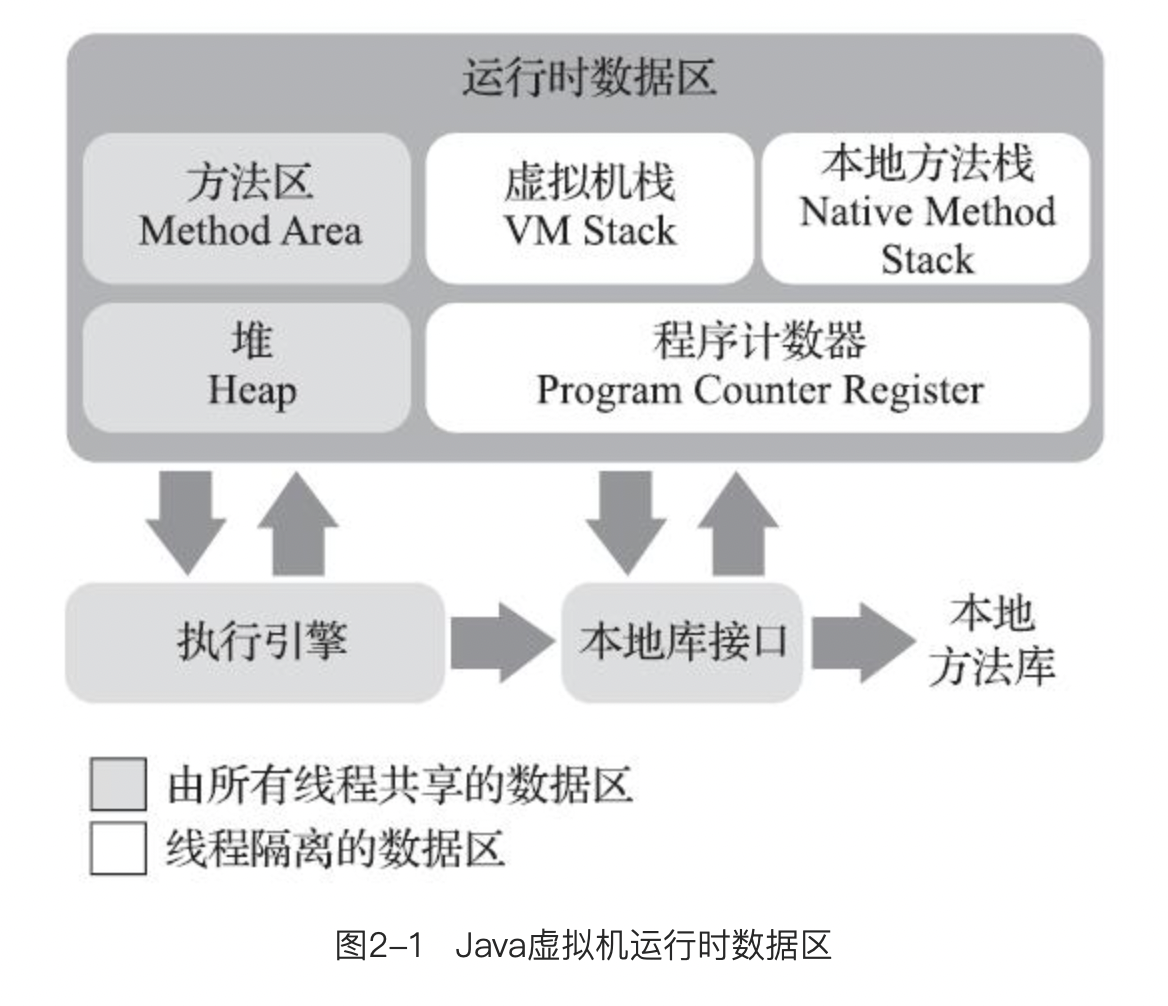 运行时数据区
方法区
Method Area
虚拟机栈
VM Stack
本地方法栈
Native Method
Stack
堆
Heap
程序计数器
Program Counter Register
执行引擎
本地库接口
本地
方法库
由所有线程共享的数据区
线程隔离的数据区
图2-1 Java虚拟机运行时数据区